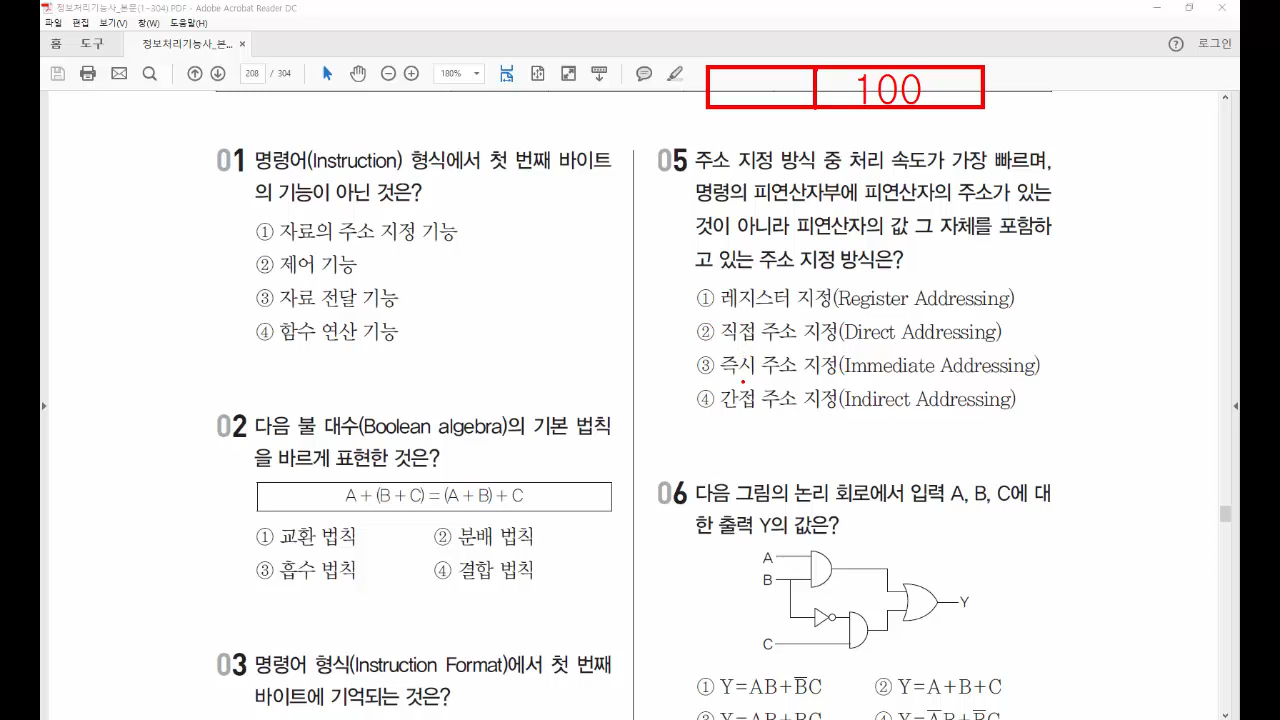 정보처리기능사_본문(1~304).PDF - Adobe Acrobat Reader DC
파일 편집 보기(V) 창(W) 도움말(H)
홈 도구 정보처리기능사_본... × 로그인
208 / 304 180%
100
01 명령어(Instruction) 형식에서 첫 번째 바이트
의 기능이 아닌 것은?
① 자료의 주소 지정 기능
② 제어 기능
③ 자료 전달 기능
④ 함수 연산 기능
02 다음 불 대수(Boolean algebra)의 기본 법칙
을 바르게 표현한 것은?
A + (B + C) = (A + B) + C
① 교환 법칙 ② 분배 법칙
③ 흡수 법칙 ④ 결합 법칙
03 명령어 형식(Instruction Format)에서 첫 번째
바이트에 기억되는 것은?
05 주소 지정 방식 중 처리 속도가 가장 빠르며,
명령의 피연산자부에 피연산자의 주소가 있는
것이 아니라 피연산자의 값 그 자체를 포함하
고 있는 주소 지정 방식은?
① 레지스터 지정(Register Addressing)
② 직접 주소 지정(Direct Addressing)
③ 즉시 주소 지정(Immediate Addressing)
④ 간접 주소 지정(Indirect Addressing)
06 다음 그림의 논리 회로에서 입력 A, B, C에 대
한 출력 Y의 값은?
A
B
Y
C
① Y=AB+B̅C ② Y=A+B+C